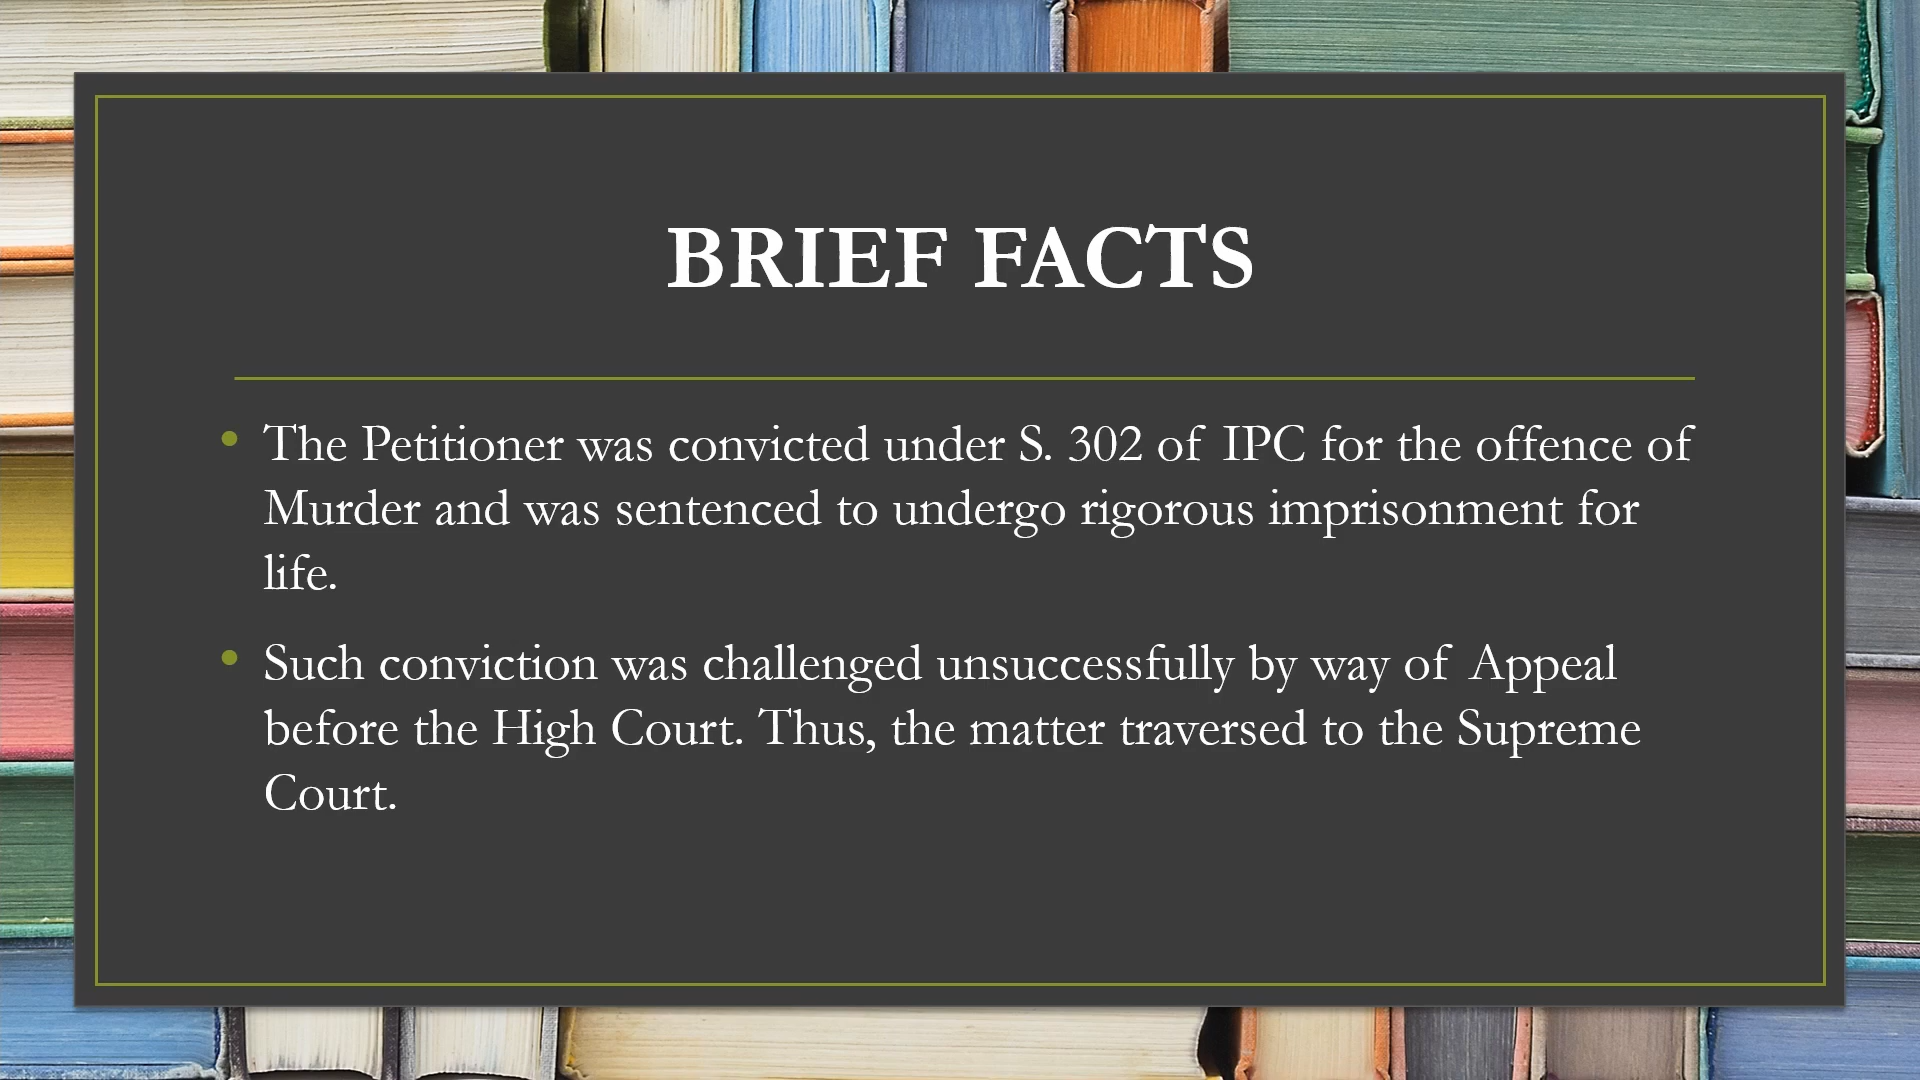 BRIEF FACTS
• The Petitioner was convicted under S. 302 of IPC for the offence of
Murder and was sentenced to undergo rigorous imprisonment for
life.
• Such conviction was challenged unsuccessfully by way of Appeal
before the High Court. Thus, the matter traversed to the Supreme
Court.